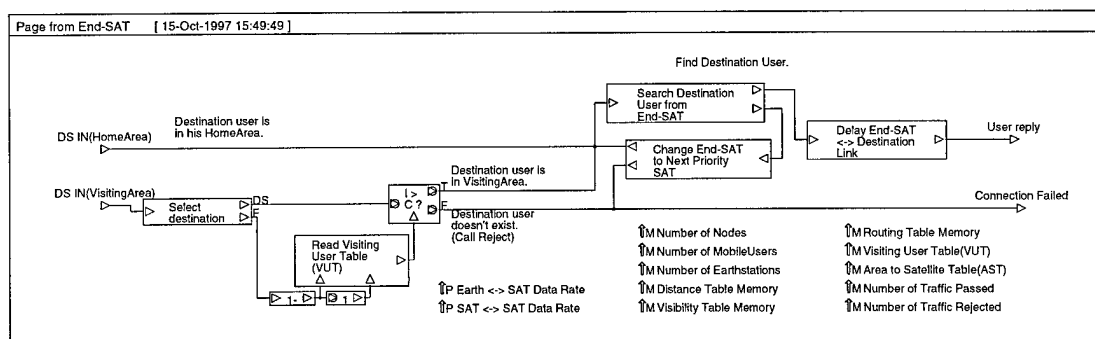 Page from End-SAT [ 15-Oct-1997 15:49:49 ]
Find Destination User.
Destination user is
in his HomeArea.
DS IN(HomeArea)
Search Destination
User from
End-SAT
Change End-SAT
to Next Priority
SAT
Delay End-SAT
<-> Destination
Link
User reply
DS IN(VisitingArea)
Select
destination
DS
F
I >
C ?
T
F
Destination user is
in VisitingArea.
Destination user
doesn't exist.
(Call Reject)
Connection Failed
Read Visiting
User Table
(VUT)
1-
1
⇑P Earth <-> SAT Data Rate
⇑P SAT <-> SAT Data Rate
⇑M Number of Nodes
⇑M Number of MobileUsers
⇑M Number of Earthstations
⇑M Distance Table Memory
⇑M Visibility Table Memory
⇑M Routing Table Memory
⇑M Visiting User Table(VUT)
⇑M Area to Satellite Table(AST)
⇑M Number of Traffic Passed
⇑M Number of Traffic Rejected